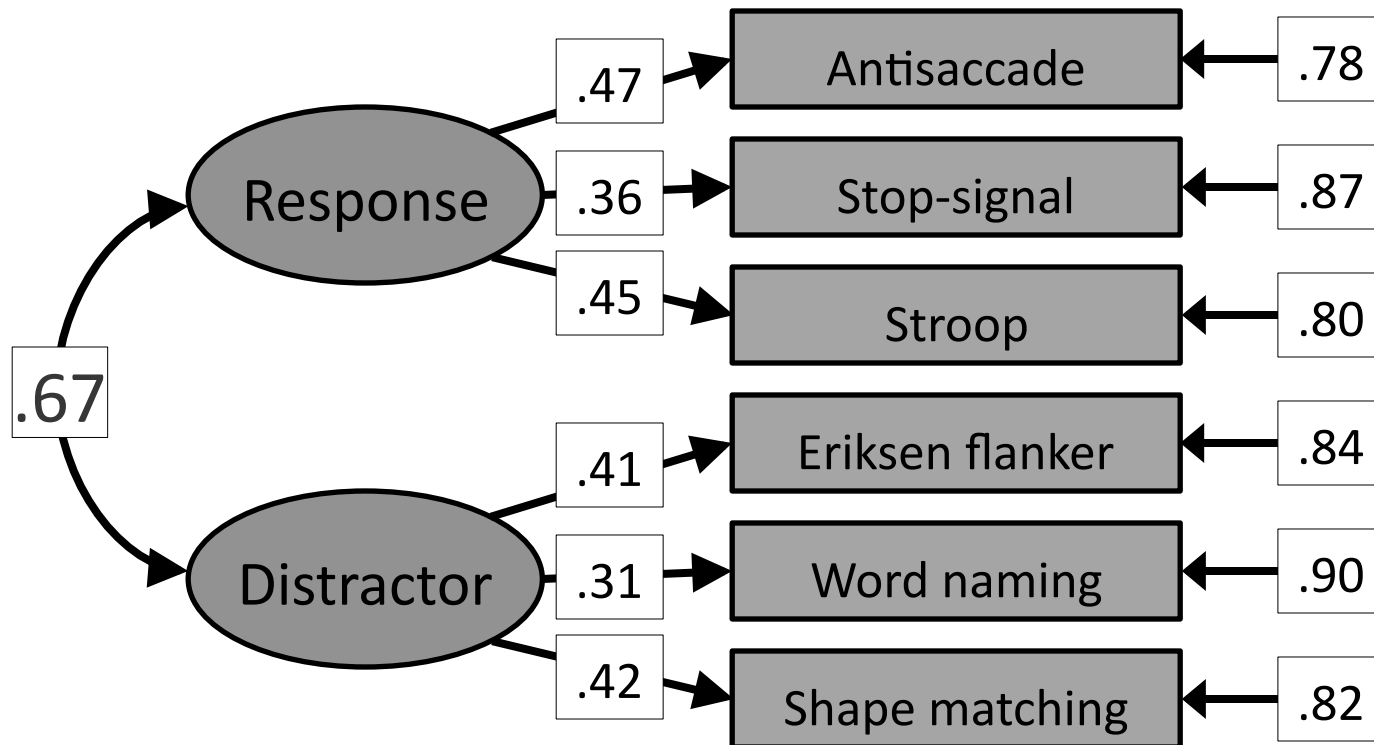 .47 Antisaccade .78
Response .36 Stop-signal .87
.45 Stroop .80
.67
.41 Eriksen flanker .84
Distractor .31 Word naming .90
.42 Shape matching .82